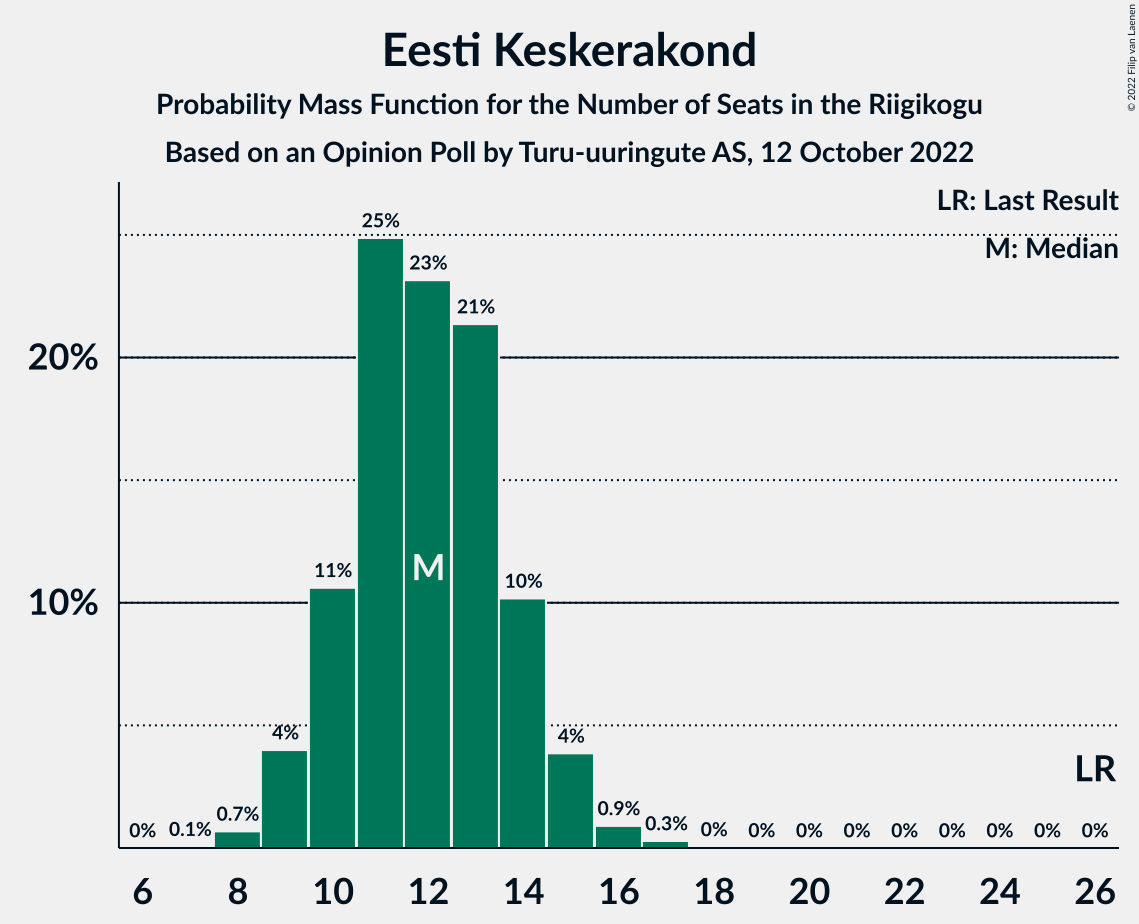 Eesti Keskerakond
Probability Mass Function for the Number of Seats in the Riigikogu
Based on an Opinion Poll by Turu-uuringute AS, 12 October 2022
© 2022 Filip van Laenen
LR: Last Result
M: Median
25%
23%
21%
20%
11%
M
10%
10%
4%
4%
LR
0%
0.1%
0.7%
0.9%
0.3%
0%
0%
0%
0%
0%
0%
0%
0%
0%
6 8 10 12 14 16 18 20 22 24 26